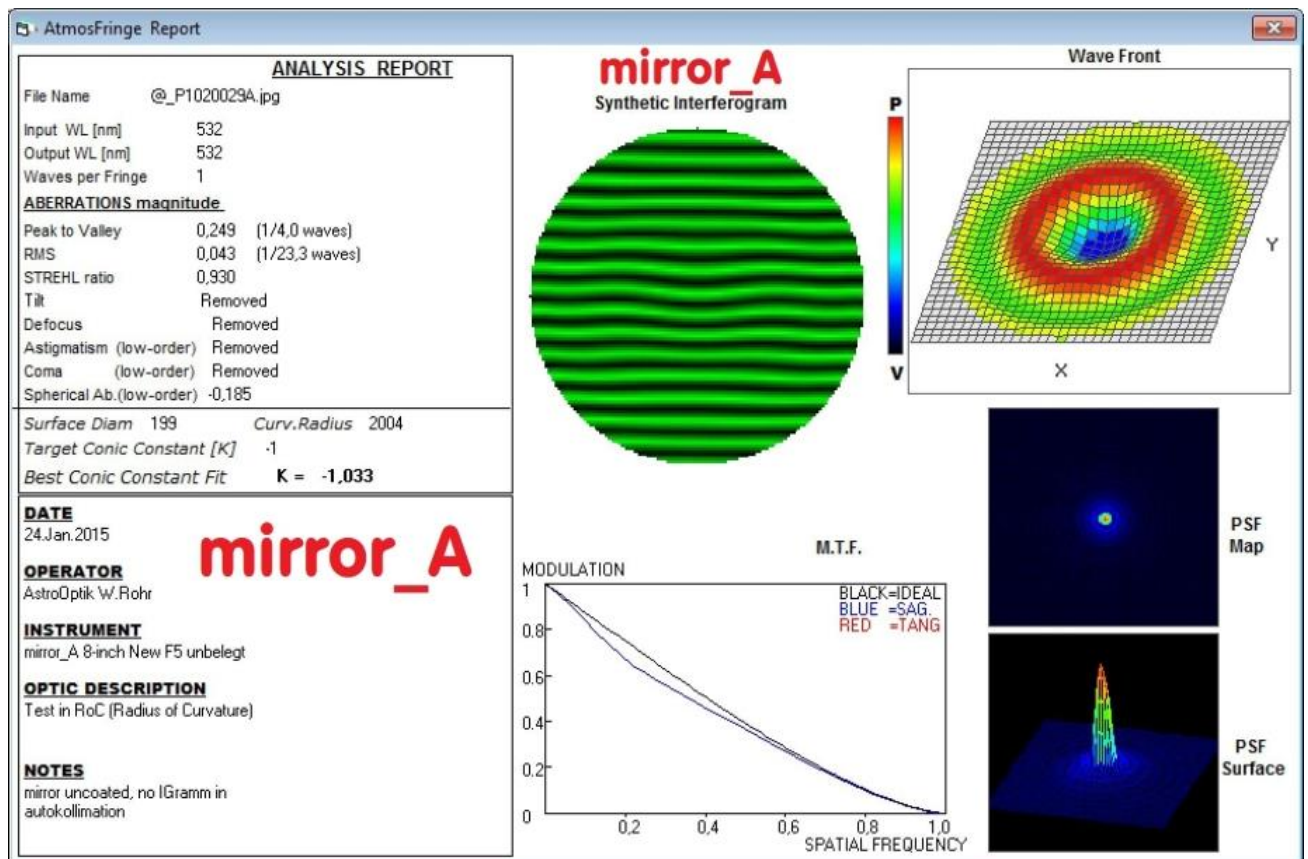 AtmosFringe Report
ANALYSIS REPORT
File Name @_P1020029A.jpg
Input WL [nm] 532
Output WL [nm] 532
Waves per Fringe 1
ABERRATIONS magnitude
Peak to Valley 0,249 (1/4,0 waves)
RMS 0,043 (1/23,3 waves)
STREHL ratio 0,930
Tilt Removed
Defocus Removed
Astigmatism (low-order) Removed
Coma (low-order) Removed
Spherical Ab.(low-order) -0,185
Surface Diam 199 Curv.Radius 2004
Target Conic Constant [K] -1
Best Conic Constant Fit K = -1,033
DATE
24.Jan.2015
OPERATOR
AstroOptik W.Rohr
INSTRUMENT
mirror_A 8-inch New F5 unbelegt
OPTIC DESCRIPTION
Test in RoC (Radius of Curvature)
NOTES
mirror uncoated, no IGramm in
autokollimation
mirror_A
mirror_A
Synthetic Interferogram
P
V
Wave Front
Y
X
M.T.F.
MODULATION
BLACK=IDEAL
BLUE =SAG.
RED =TANG
1
0.8
0.6
0.4
0.2
0
0,2 0,4 0,6 0,8 1,0
SPATIAL FREQUENCY
PSF
Map
PSF
Surface